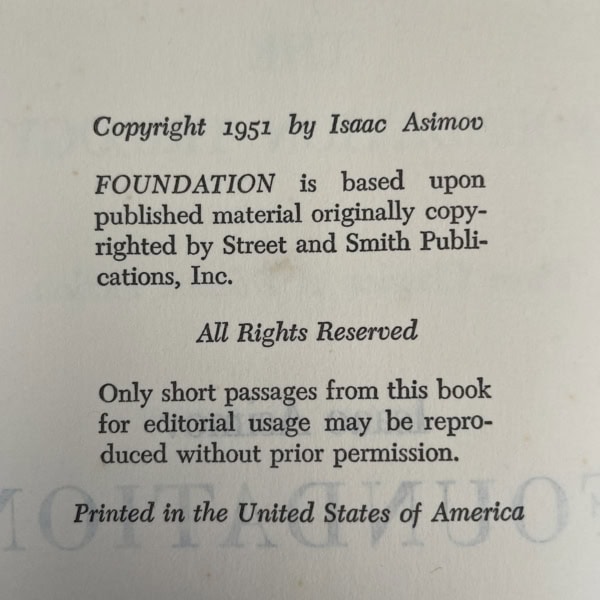 Copyright 1951 by Isaac Asimov
FOUNDATION is based upon
published material originally copy-
righted by Street and Smith Publi-
cations, Inc.
All Rights Reserved
Only short passages from this book
for editorial usage may be repro-
duced without prior permission.
Printed in the United States of America